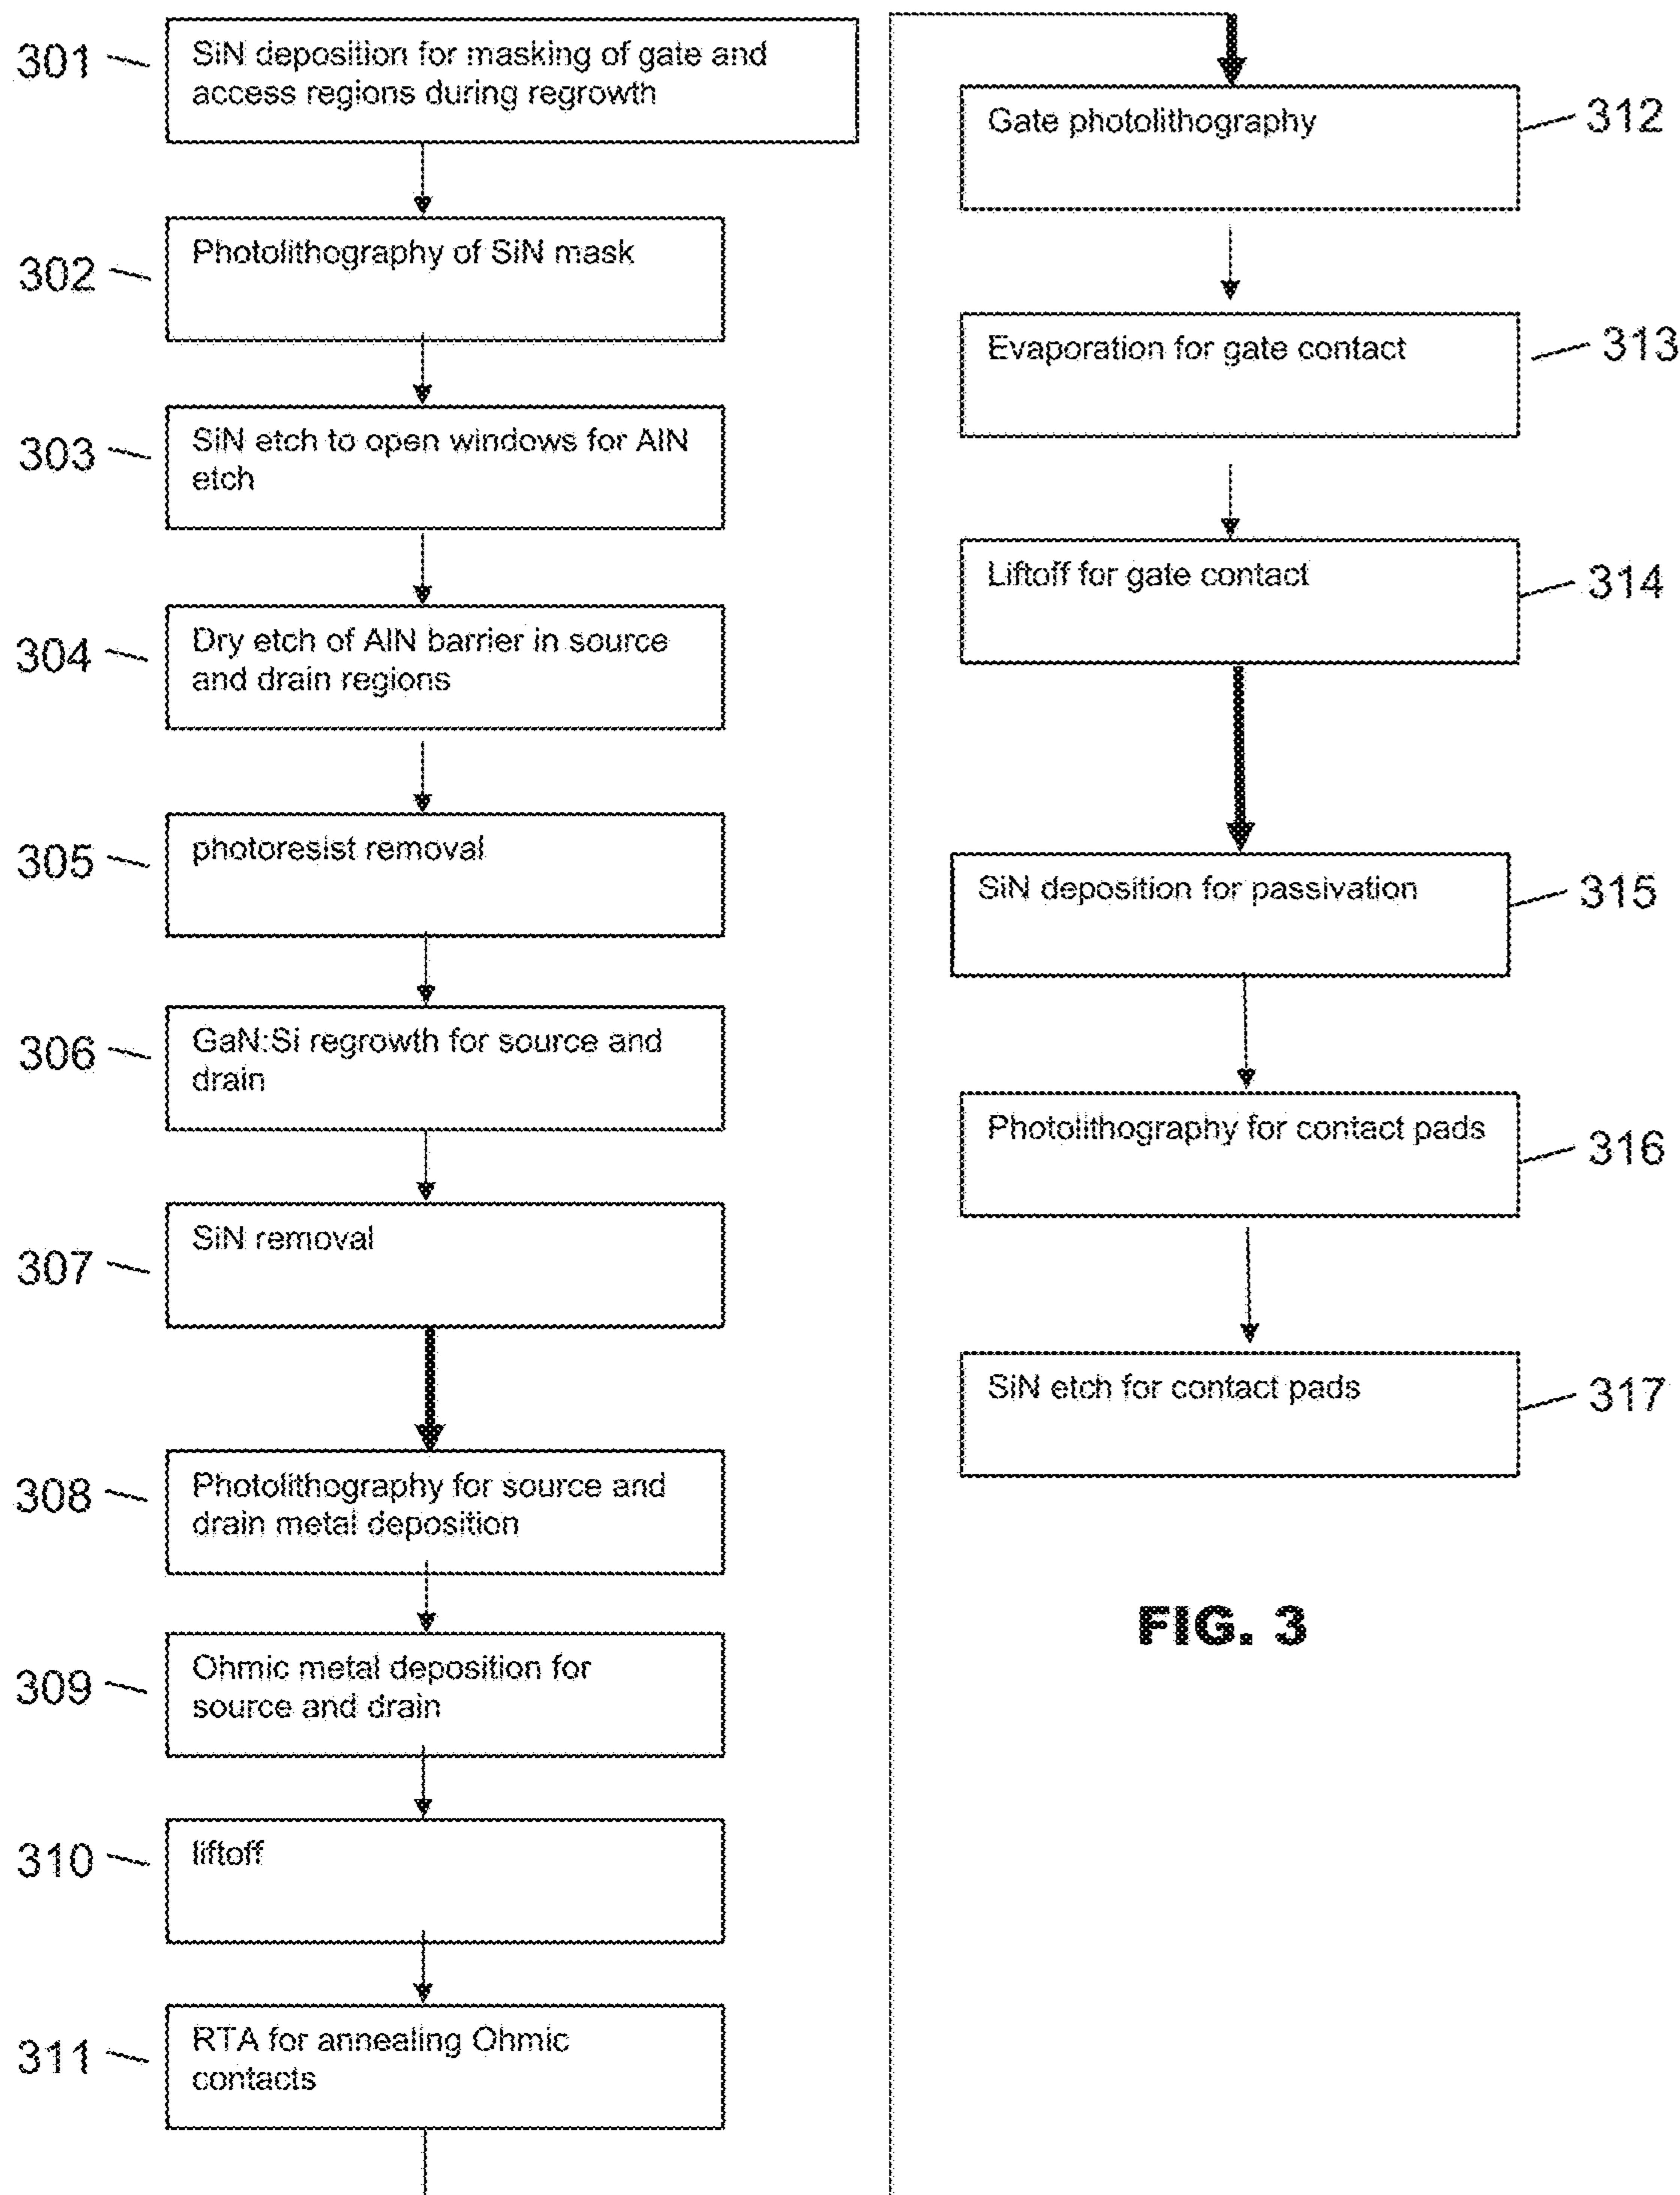 301
SiN deposition for masking of gate and
access regions during regrowth
302
Photolithography of SiN mask
303
SiN etch to open windows for AlN
etch
304
Dry etch of AlN barrier in source
and drain regions
305
photoresist removal
306
GaN:Si regrowth for source and
drain
307
SiN removal
308
Photolithography for source and
drain metal deposition
309
Ohmic metal deposition for
source and drain
310
liftoff
311
RTA for annealing Ohmic
contacts
Gate photolithography
312
Evaporation for gate contact
313
Liftoff for gate contact
314
SiN deposition for passivation
315
Photolithography for contact pads
316
SiN etch for contact pads
317
FIG. 3